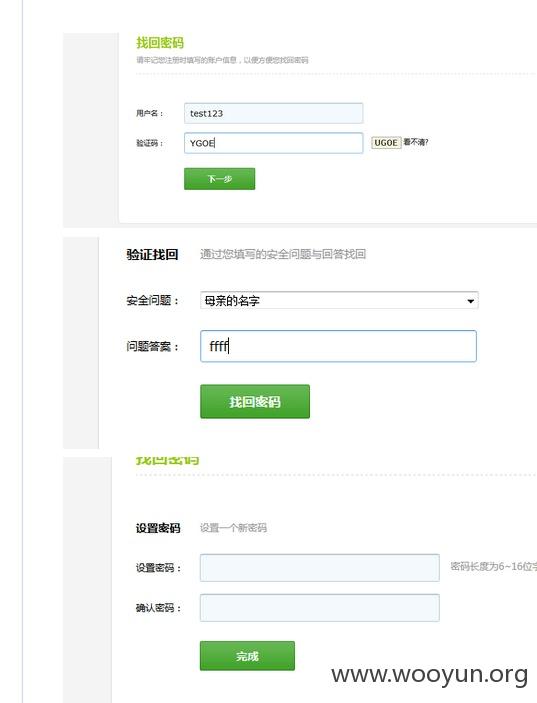 找回密码
请牢记您注册时填写的账户信息，以便方便您找回密码
用户名：
test123
验证码：
YGOE
UGOE
看不清?
下一步
验证找回
通过您填写的安全问题与回答找回
安全问题：
母亲的名字
问题答案：
ffff
找回密码
找回密码
设置密码
设置一个新密码
设置密码：
密码长度为6~16位字
确认密码：
完成
www.wooyun.org